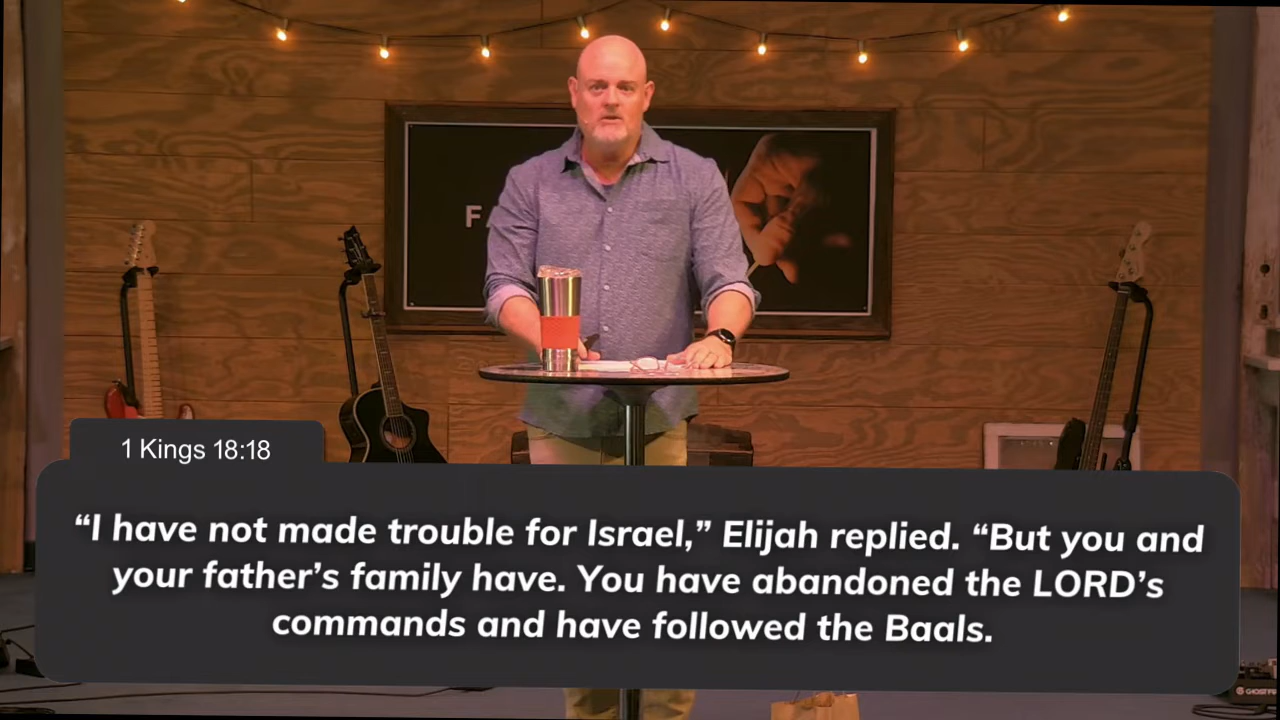 FA
1 Kings 18:18
“I have not made trouble for Israel,” Elijah replied. “But you and
your father’s family have. You have abandoned the LORD’s
commands and have followed the Baals.